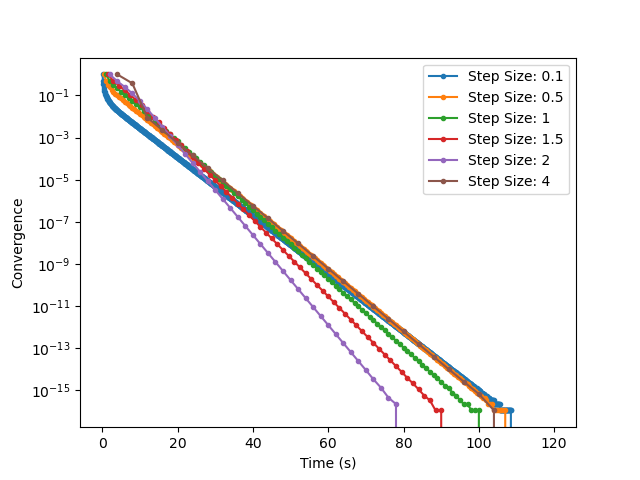 Step Size: 0.1
Step Size: 0.5
Step Size: 1
Step Size: 1.5
Step Size: 2
Step Size: 4
Convergence
10⁻¹
10⁻³
10⁻⁵
10⁻⁷
10⁻⁹
10⁻¹¹
10⁻¹³
10⁻¹⁵
0 20 40 60 80 100 120
Time (s)